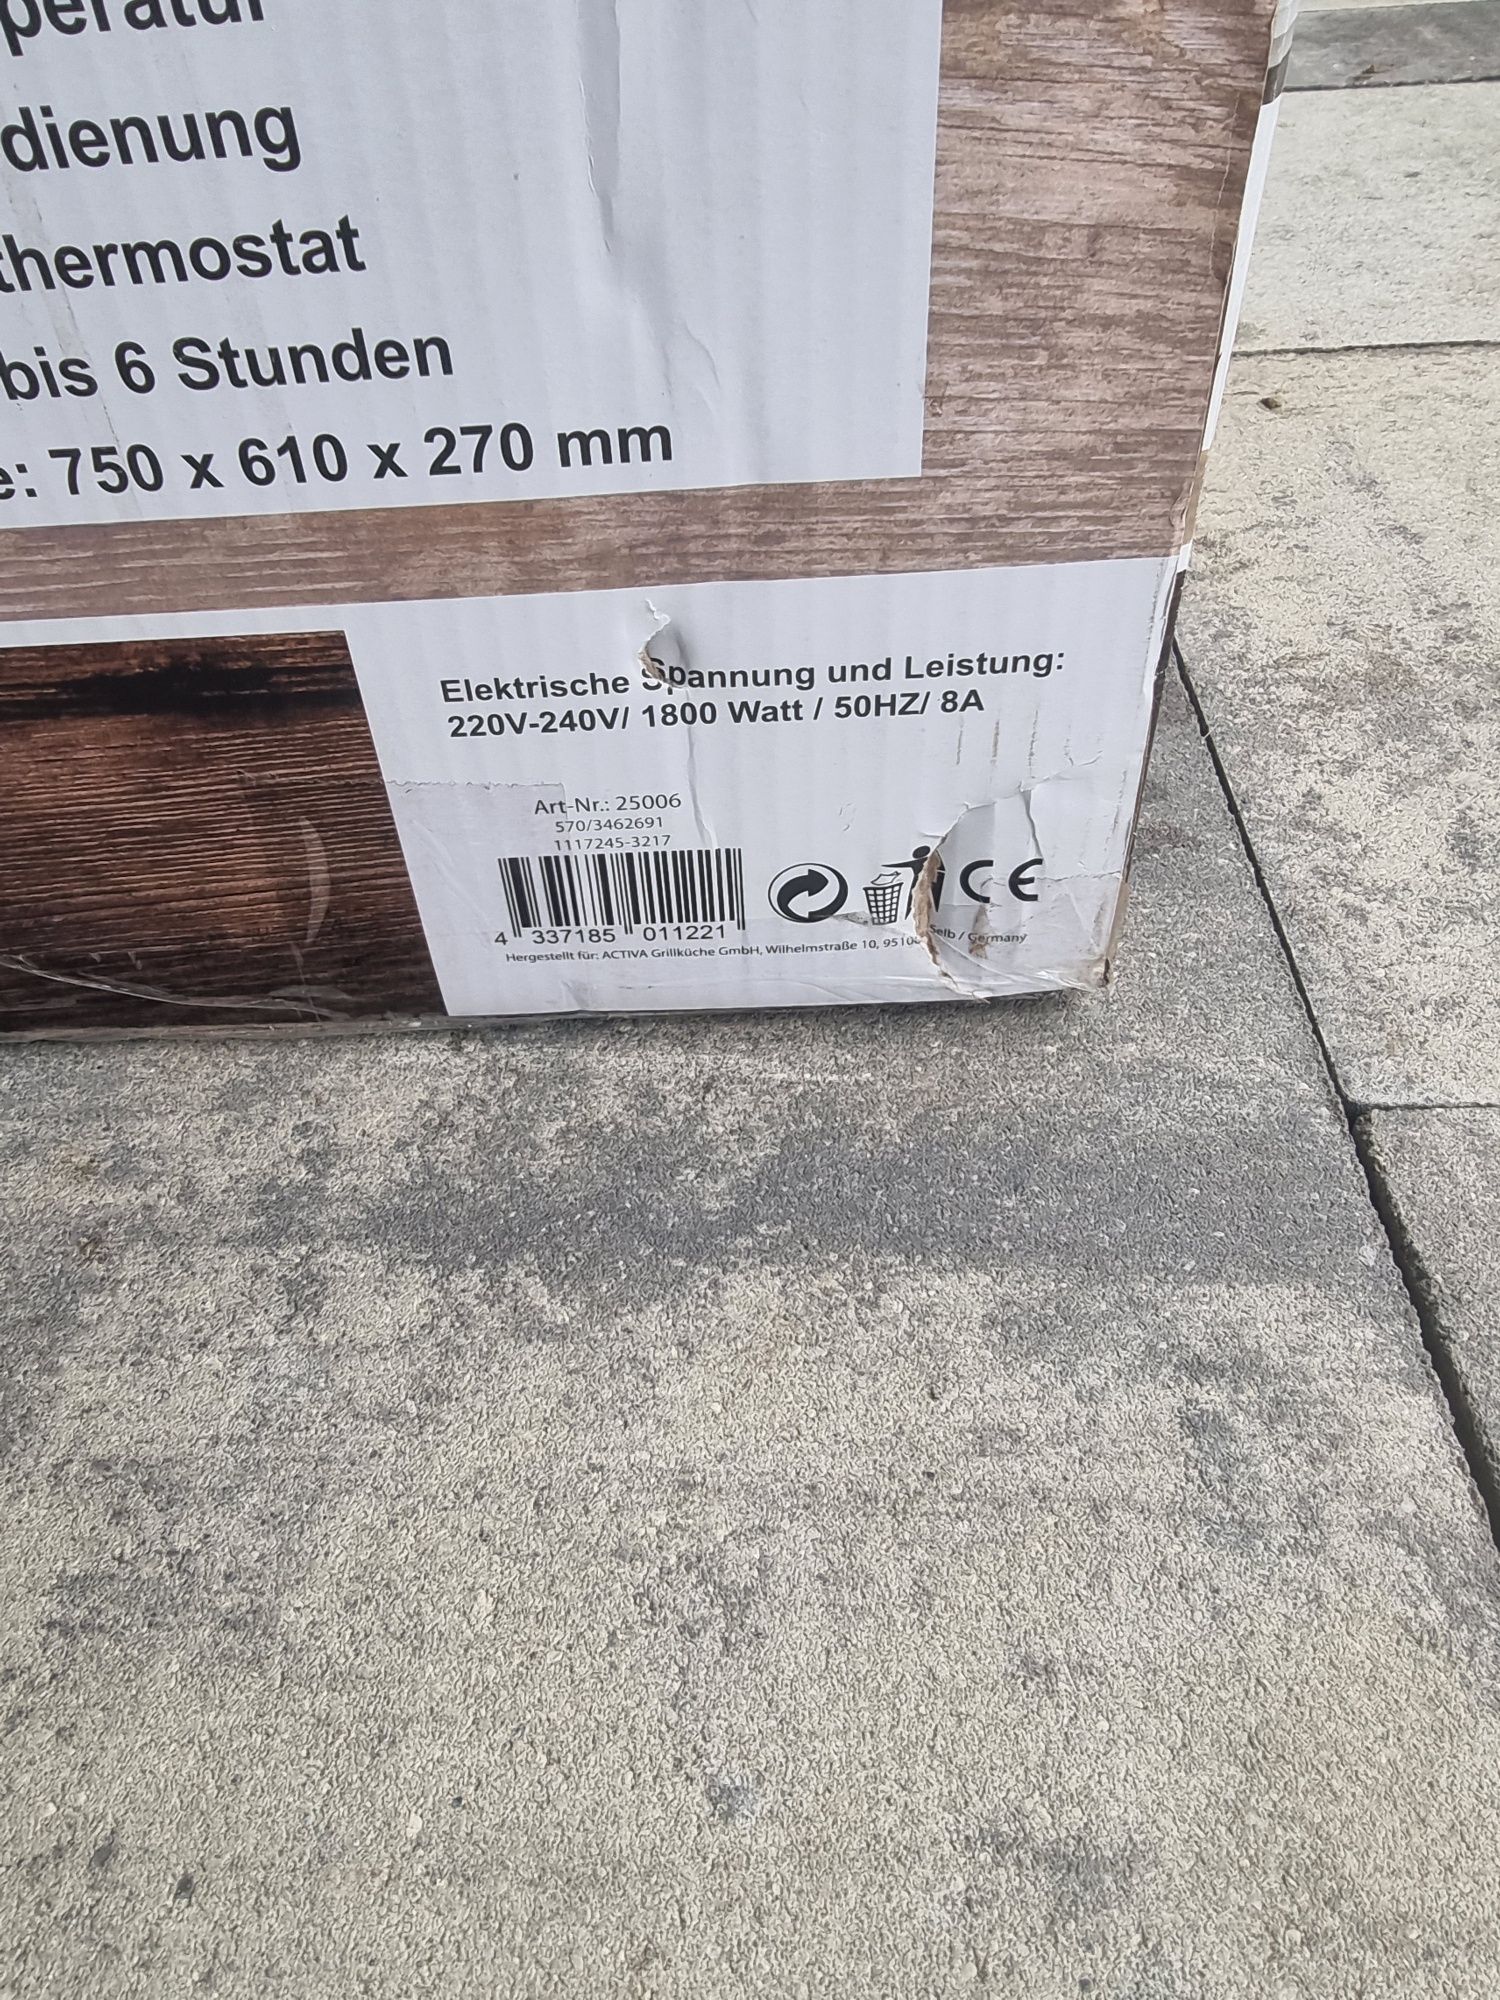 peratur
dienung
thermostat
bis 6 Stunden
e: 750 x 610 x 270 mm
Elektrische Spannung und Leistung:
220V-240V/ 1800 Watt / 50HZ/ 8A
Art-Nr.: 25006
570/3462691
1117245-3217
4 337185 011221
CE
Hergestellt für: ACTIVA Grillküche GmbH, Wilhelmstraße 10, 9510 Selb / Germany